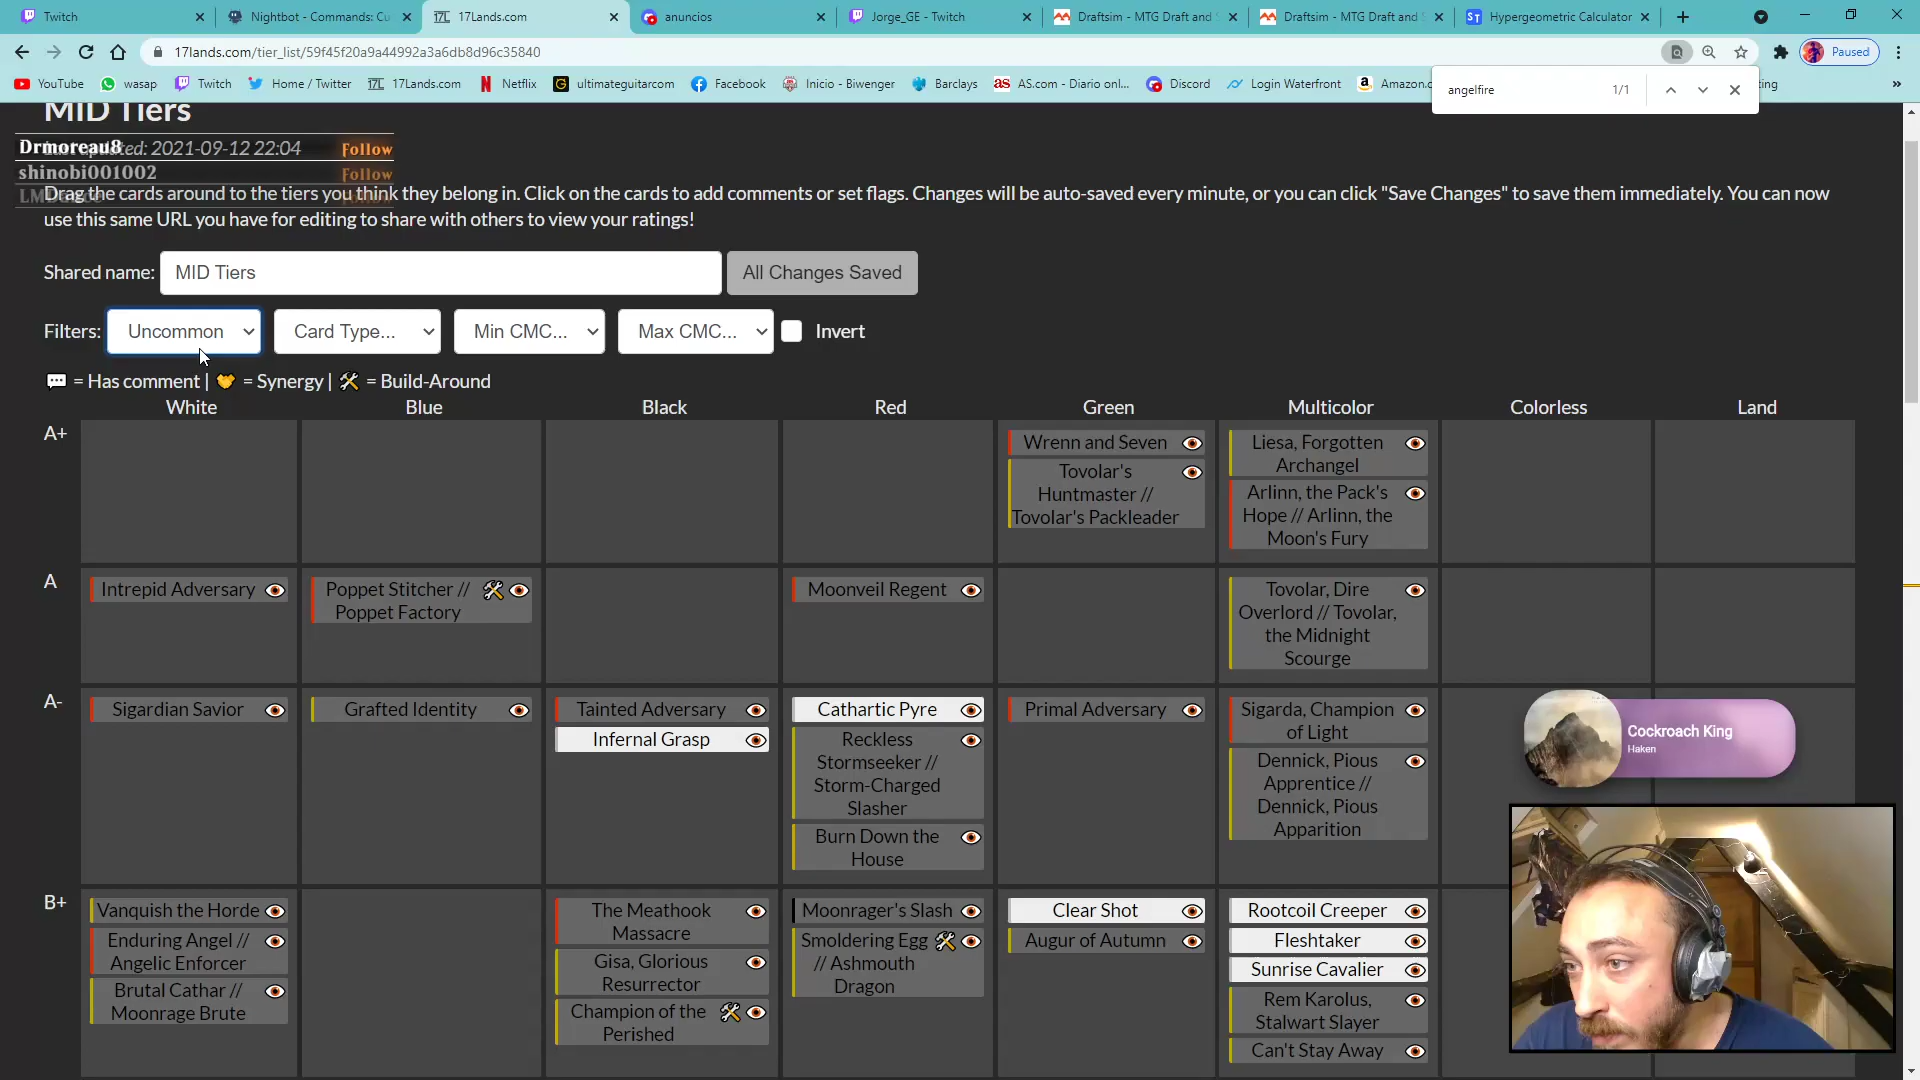 Twitch
Nightbot - Commands: Cu
17Lands.com
anuncios
Jorge_GE - Twitch
Draftsim - MTG Draft and
Draftsim - MTG Draft and
Hypergeometric Calculator
17lands.com/tier_list/59f45f20a9a44992a3a6db8d96c35840
Paused
YouTube
wasap
Twitch
Home / Twitter
17Lands.com
Netflix
ultimateguitarcom
Facebook
Inicio - Biwenger
Barclays
AS.com - Diario onl...
Discord
Login Waterfront
Amazon.c
angelfire
1/1
MID Tiers
Drmoreau8
2021-09-12 22:04
Follow
shinobi001002
Follow
Drag the cards around to the tiers you think they belong in. Click on the cards to add comments or set flags. Changes will be auto-saved every minute, or you can click "Save Changes" to save them immediately. You can now
use this same URL you have for editing to share with others to view your ratings!
Shared name:
MID Tiers
All Changes Saved
Filters:
Uncommon
Card Type...
Min CMC...
Max CMC...
Invert
= Has comment | = Synergy | = Build-Around
White
Blue
Black
Red
Green
Multicolor
Colorless
Land
A+
Wrenn and Seven
Tovolar's
Huntmaster //
Tovolar's Packleader
Liesa, Forgotten
Archangel
Arlinn, the Pack's
Hope // Arlinn, the
Moon's Fury
A
Intrepid Adversary
Poppet Stitcher //
Poppet Factory
Moonveil Regent
Tovolar, Dire
Overlord // Tovolar,
the Midnight
Scourge
A-
Sigardian Savior
Grafted Identity
Tainted Adversary
Infernal Grasp
Cathartic Pyre
Reckless
Stormseeker //
Storm-Charged
Slasher
Burn Down the
House
Primal Adversary
Sigarda, Champion
of Light
Dennick, Pious
Apprentice //
Dennick, Pious
Apparition
Cockroach King
Haken
B+
Vanquish the Horde
Enduring Angel //
Angelic Enforcer
Brutal Cathar //
Moonrage Brute
The Meathook
Massacre
Gisa, Glorious
Resurrector
Champion of the
Perished
Moonrager's Slash
Smoldering Egg
// Ashmouth
Dragon
Clear Shot
Augur of Autumn
Rootcoil Creeper
Fleshtaker
Sunrise Cavalier
Rem Karolus,
Stalwart Slayer
Can't Stay Away